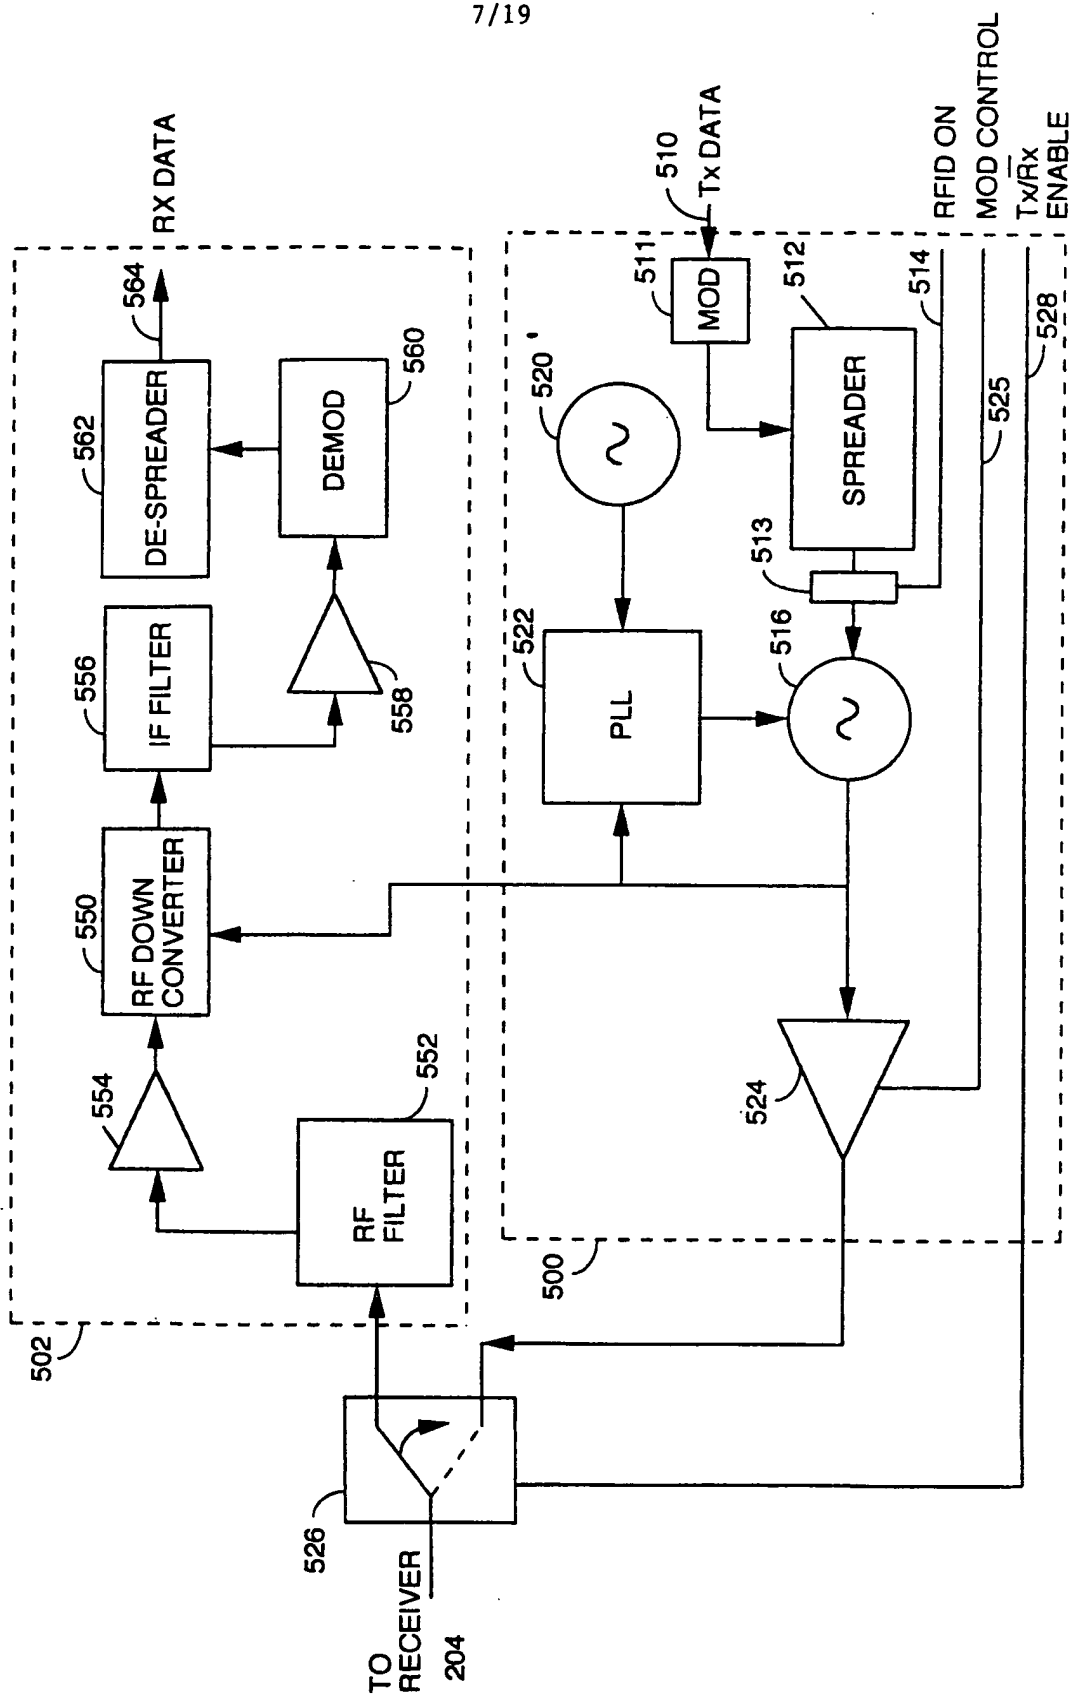 7/19
RX DATA
564
562
DE-SPREADER
DEMOD
560
556
IF FILTER
558
550
RF DOWN
CONVERTER
554
552
RF
FILTER
502
526
TO
RECEIVER
204
510
Tx DATA
511
MOD
512
SPREADER
513
514
RFID ON
MOD CONTROL
Tx/Rx
ENABLE
520'
522
PLL
516
524
525
528
500